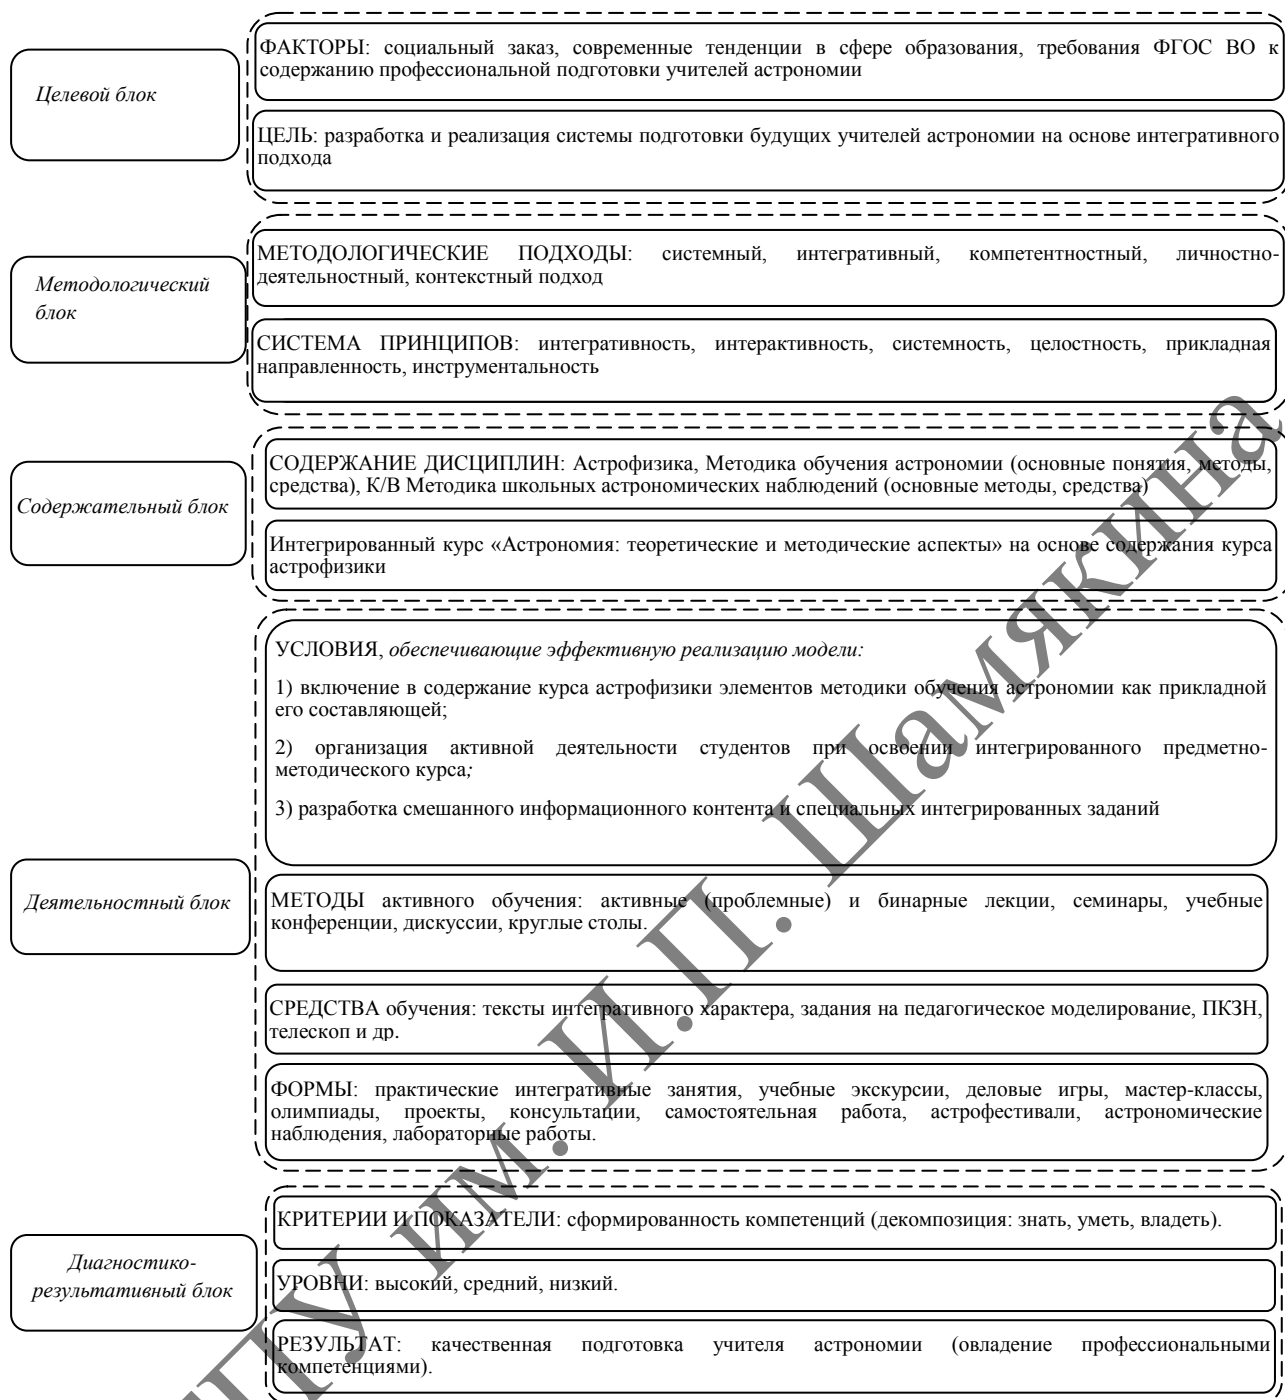 Целевой блок
ФАКТОРЫ: социальный заказ, современные тенденции в сфере образования, требования ФГОС ВО к
содержанию профессиональной подготовки учителей астрономии
ЦЕЛЬ: разработка и реализация системы подготовки будущих учителей астрономии на основе интегративного
подхода
Методологический
блок
МЕТОДОЛОГИЧЕСКИЕ ПОДХОДЫ: системный, интегративный, компетентностный, личностно-
деятельностный, контекстный подход
СИСТЕМА ПРИНЦИПОВ: интегративность, интерактивность, системность, целостность, прикладная
направленность, инструментальность
Содержательный блок
СОДЕРЖАНИЕ ДИСЦИПЛИН: Астрофизика, Методика обучения астрономии (основные понятия, методы,
средства), К/В Методика школьных астрономических наблюдений (основные методы, средства)
Интегрированный курс «Астрономия: теоретические и методические аспекты» на основе содержания курса
астрофизики
Деятельностный блок
УСЛОВИЯ, обеспечивающие эффективную реализацию модели:
1) включение в содержание курса астрофизики элементов методики обучения астрономии как прикладной
его составляющей;
2) организация активной деятельности студентов при освоении интегрированного предметно-
методического курса;
3) разработка смешанного информационного контента и специальных интегрированных заданий
МЕТОДЫ активного обучения: активные (проблемные) и бинарные лекции, семинары, учебные
конференции, дискуссии, круглые столы.
СРЕДСТВА обучения: тексты интегративного характера, задания на педагогическое моделирование, ПКЗН,
телескоп и др.
ФОРМЫ: практические интегративные занятия, учебные экскурсии, деловые игры, мастер-классы,
олимпиады, проекты, консультации, самостоятельная работа, астрофестивали, астрономические
наблюдения, лабораторные работы.
Диагностико-
результативный блок
КРИТЕРИИ И ПОКАЗАТЕЛИ: сформированность компетенций (декомпозиция: знать, уметь, владеть).
УРОВНИ: высокий, средний, низкий.
РЕЗУЛЬТАТ: качественная подготовка учителя астрономии (овладение профессиональными
компетенциями).
им. И.П. Шамякина